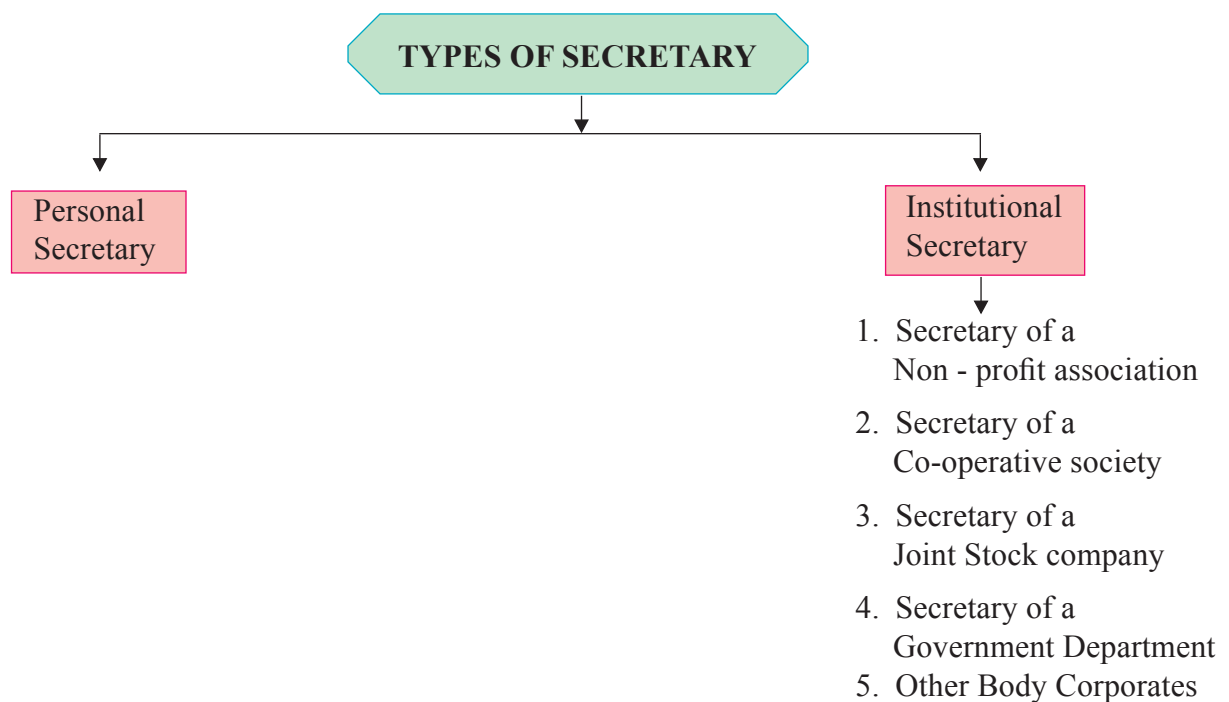 TYPES OF SECRETARY
Personal
Secretary
Institutional
Secretary
1. Secretary of a
Non - profit association
2. Secretary of a
Co-operative society
3. Secretary of a
Joint Stock company
4. Secretary of a
Government Department
5. Other Body Corporates